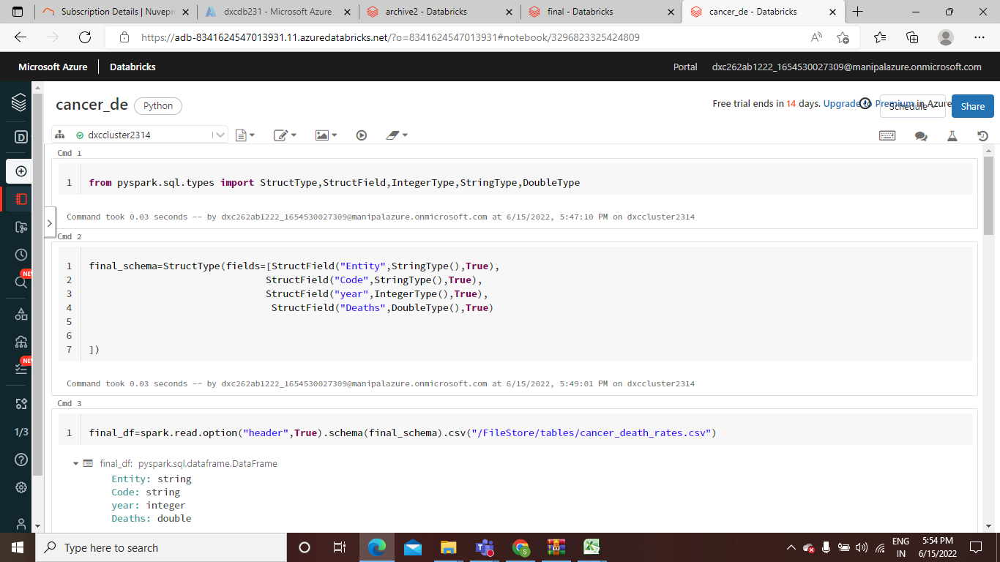 Subscription Details | Nuvepr
dxcdb231 - Microsoft Azure
archive2 - Databricks
final - Databricks
cancer_de - Databricks
https://adb-8341624547013931.11.azuredatabricks.net/?o=8341624547013931#notebook/3296823325424809
Microsoft Azure
Databricks
Portal
dxc262ab1222_1654530027309@manipalazure.onmicrosoft.com
cancer_de
Python
Free trial ends in 14 days. Upgrade to Premium in Azure
Schedule
Share
dxccluster2314
D
NEW
NEW
1/3
Cmd 1
1 from pyspark.sql.types import StructType,StructField,IntegerType,StringType,DoubleType
Command took 0.03 seconds -- by dxc262ab1222_1654530027309@manipalazure.onmicrosoft.com at 6/15/2022, 5:47:10 PM on dxccluster2314
Cmd 2
1 final_schema=StructType(fields=[StructField("Entity",StringType(),True),
2 StructField("Code",StringType(),True),
3 StructField("year",IntegerType(),True),
4 StructField("Deaths",DoubleType(),True)
5
6
7 ])
Command took 0.03 seconds -- by dxc262ab1222_1654530027309@manipalazure.onmicrosoft.com at 6/15/2022, 5:49:01 PM on dxccluster2314
Cmd 3
1 final_df=spark.read.option("header",True).schema(final_schema).csv("/FileStore/tables/cancer_death_rates.csv")
final_df: pyspark.sql.dataframe.DataFrame
Entity: string
Code: string
year: integer
Deaths: double
Type here to search
ENG
IN
5:54 PM
6/15/2022